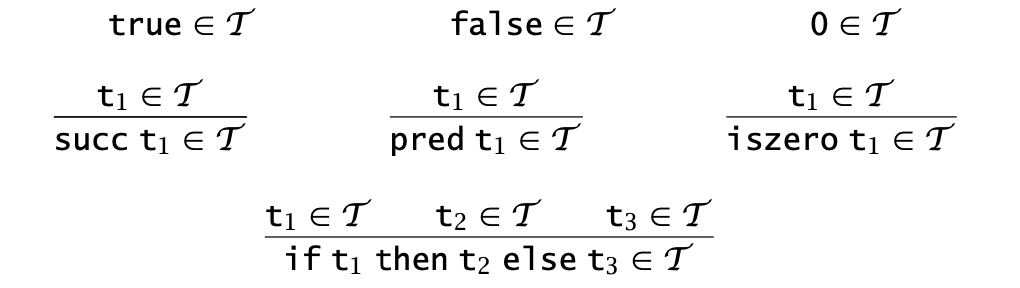 true ∈ 𝒯 false ∈ 𝒯 0 ∈ 𝒯
t₁ ∈ 𝒯 t₁ ∈ 𝒯 t₁ ∈ 𝒯
succ t₁ ∈ 𝒯 pred t₁ ∈ 𝒯 iszero t₁ ∈ 𝒯
t₁ ∈ 𝒯 t₂ ∈ 𝒯 t₃ ∈ 𝒯
if t₁ then t₂ else t₃ ∈ 𝒯